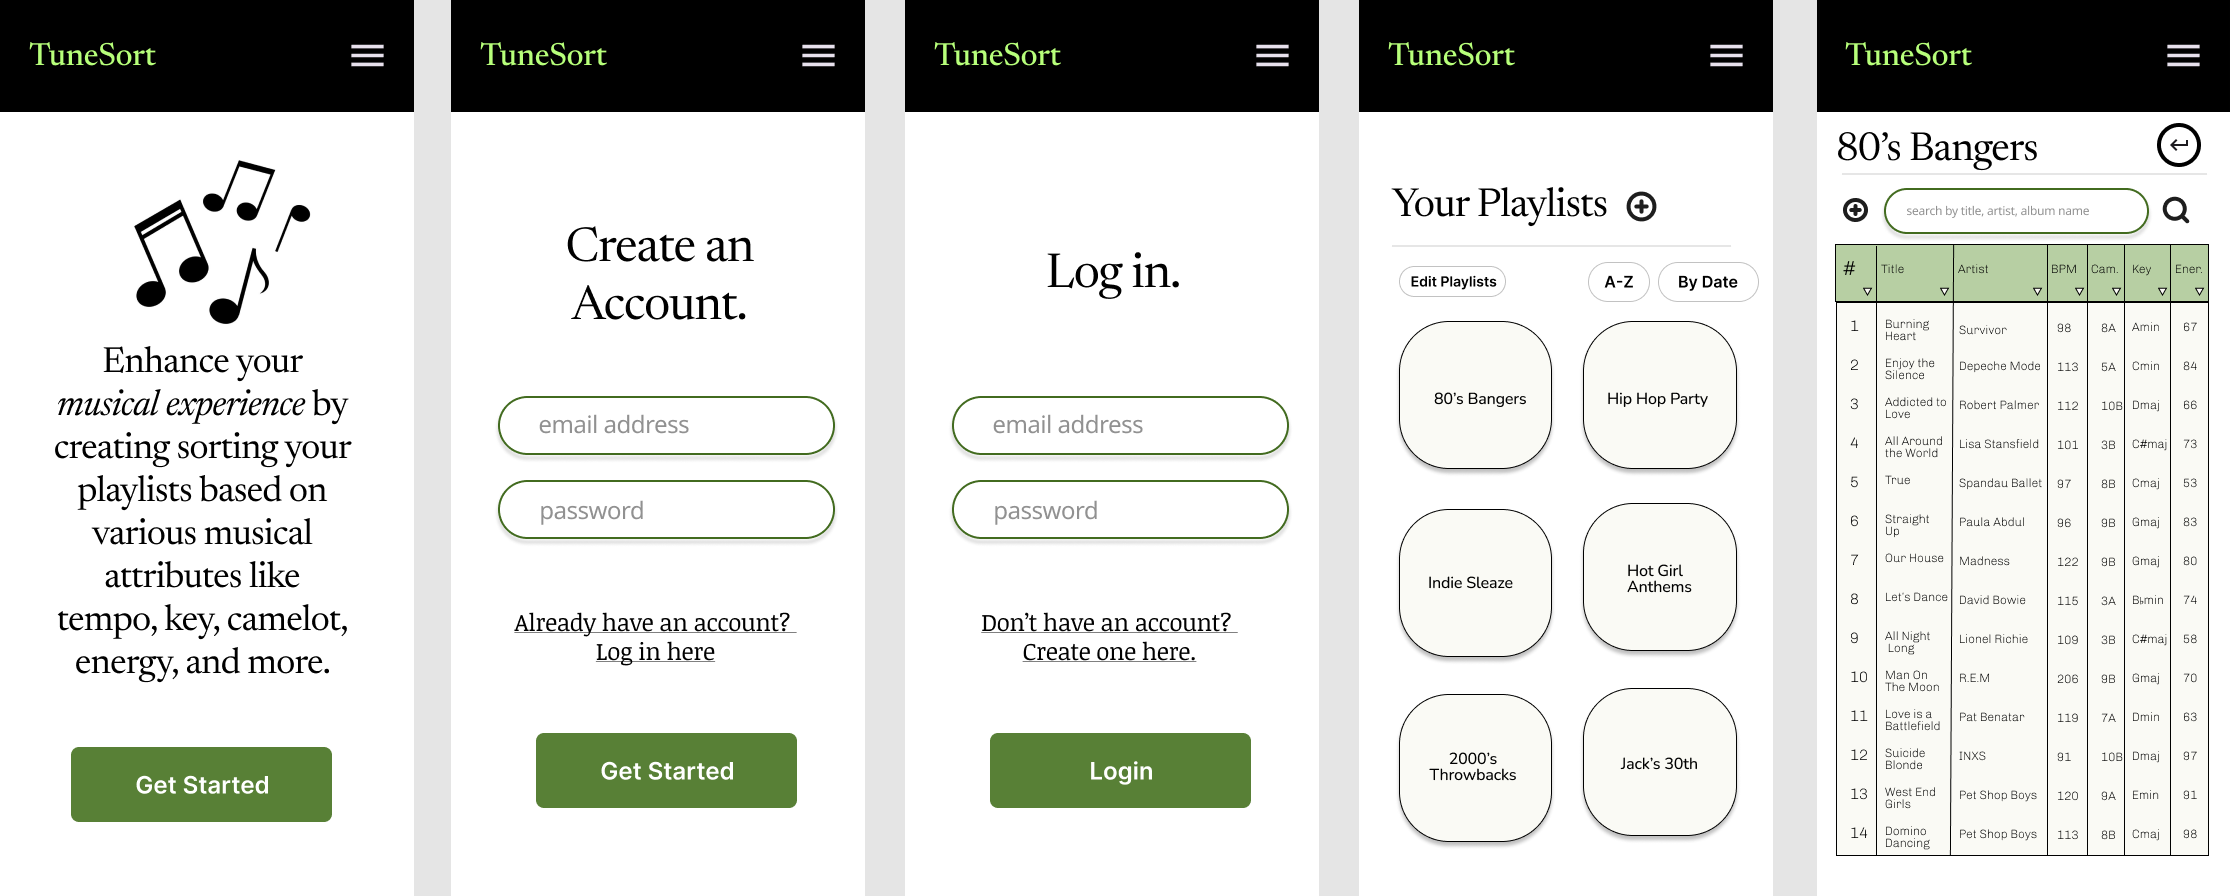 TuneSort
Enhance your
musical experience by
creating sorting your
playlists based on
various musical
attributes like
tempo, key, camelot,
energy, and more.
Get Started
TuneSort
Create an
Account.
email address
password
Already have an account?
Log in here
Get Started
TuneSort
Log in.
email address
password
Don't have an account?
Create one here.
Login
TuneSort
Your Playlists
Edit Playlists A-Z By Date
80's Bangers Hip Hop Party
Indie Sleaze Hot Girl
Anthems
2000's
Throwbacks Jack's 30th
TuneSort
80's Bangers
search by title, artist, album name
# Title Artist BPM Cam. Key Ener.
1 Burning Heart Survivor 98 8A Amin 67
2 Enjoy the Silence Depeche Mode 113 5A Cmin 84
3 Addicted to Love Robert Palmer 112 10B Dmaj 66
4 All Around the World Lisa Stansfield 101 3B C#maj 73
5 True Spandau Ballet 97 8B Cmaj 53
6 Straight Up Paula Abdul 96 9B Gmaj 83
7 Our House Madness 122 9B Gmaj 80
8 Let's Dance David Bowie 115 3A B♭min 74
9 All Night Long Lionel Richie 109 3B C#maj 58
10 Man On The Moon R.E.M 206 9B Gmaj 70
11 Love is a Battlefield Pat Benatar 119 7A Dmin 63
12 Suicide Blonde INXS 91 10B Dmaj 97
13 West End Girls Pet Shop Boys 120 9A Emin 91
14 Domino Dancing Pet Shop Boys 113 8B Cmaj 98